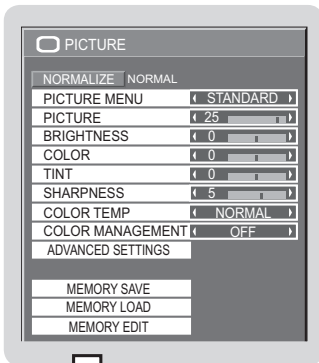 PICTURE
NORMALIZE NORMAL
PICTURE MENU STANDARD
PICTURE 25
BRIGHTNESS 0
COLOR 0
TINT 0
SHARPNESS 5
COLOR TEMP NORMAL
COLOR MANAGEMENT OFF
ADVANCED SETTINGS
MEMORY SAVE
MEMORY LOAD
MEMORY EDIT